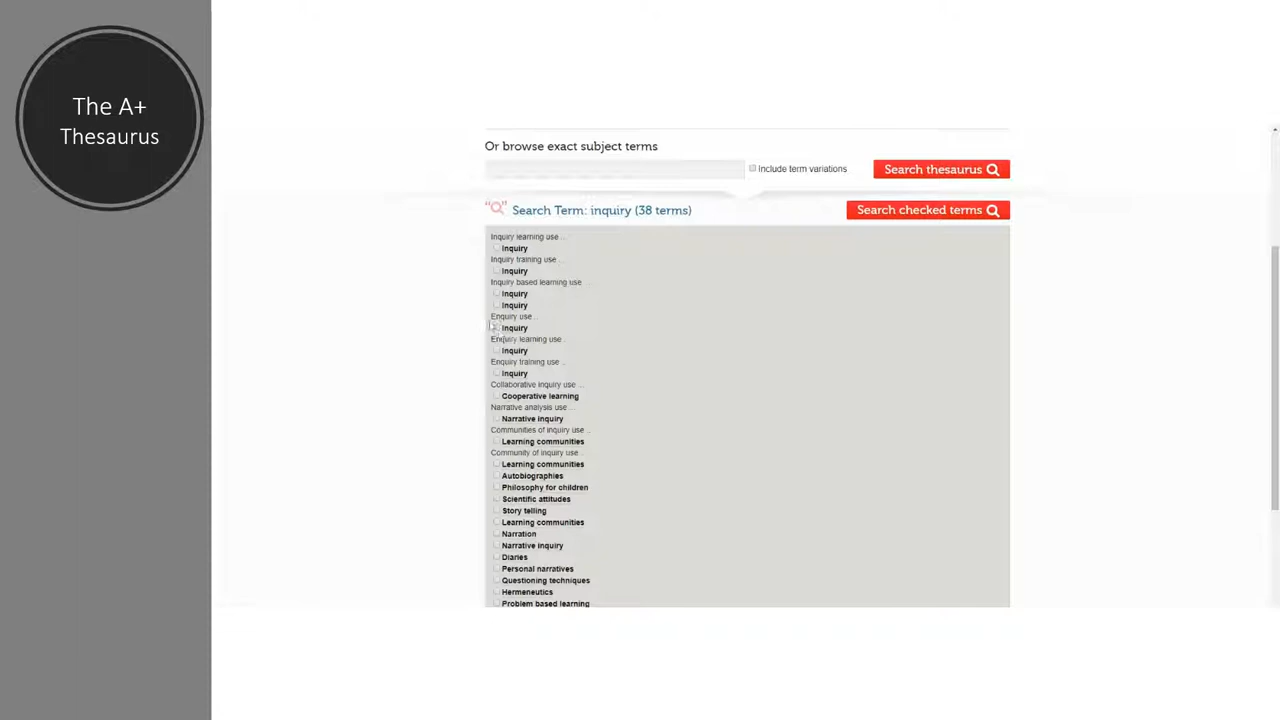 The A+
Thesaurus
Or browse exact subject terms
Include term variations
Search thesaurus
Search Term: inquiry (38 terms)
Search checked terms
Inquiry learning use ...
Inquiry
Inquiry training use ...
Inquiry
Inquiry based learning use ...
Inquiry
Inquiry
Enquiry use ...
Inquiry
Enquiry learning use ...
Inquiry
Enquiry training use ...
Inquiry
Collaborative inquiry use ...
Cooperative learning
Narrative analysis use ...
Narrative inquiry
Communities of inquiry use ...
Learning communities
Community of inquiry use ...
Learning communities
Autobiographies
Philosophy for children
Scientific attitudes
Story telling
Learning communities
Narration
Narrative inquiry
Diaries
Personal narratives
Questioning techniques
Hermeneutics
Problem based learning